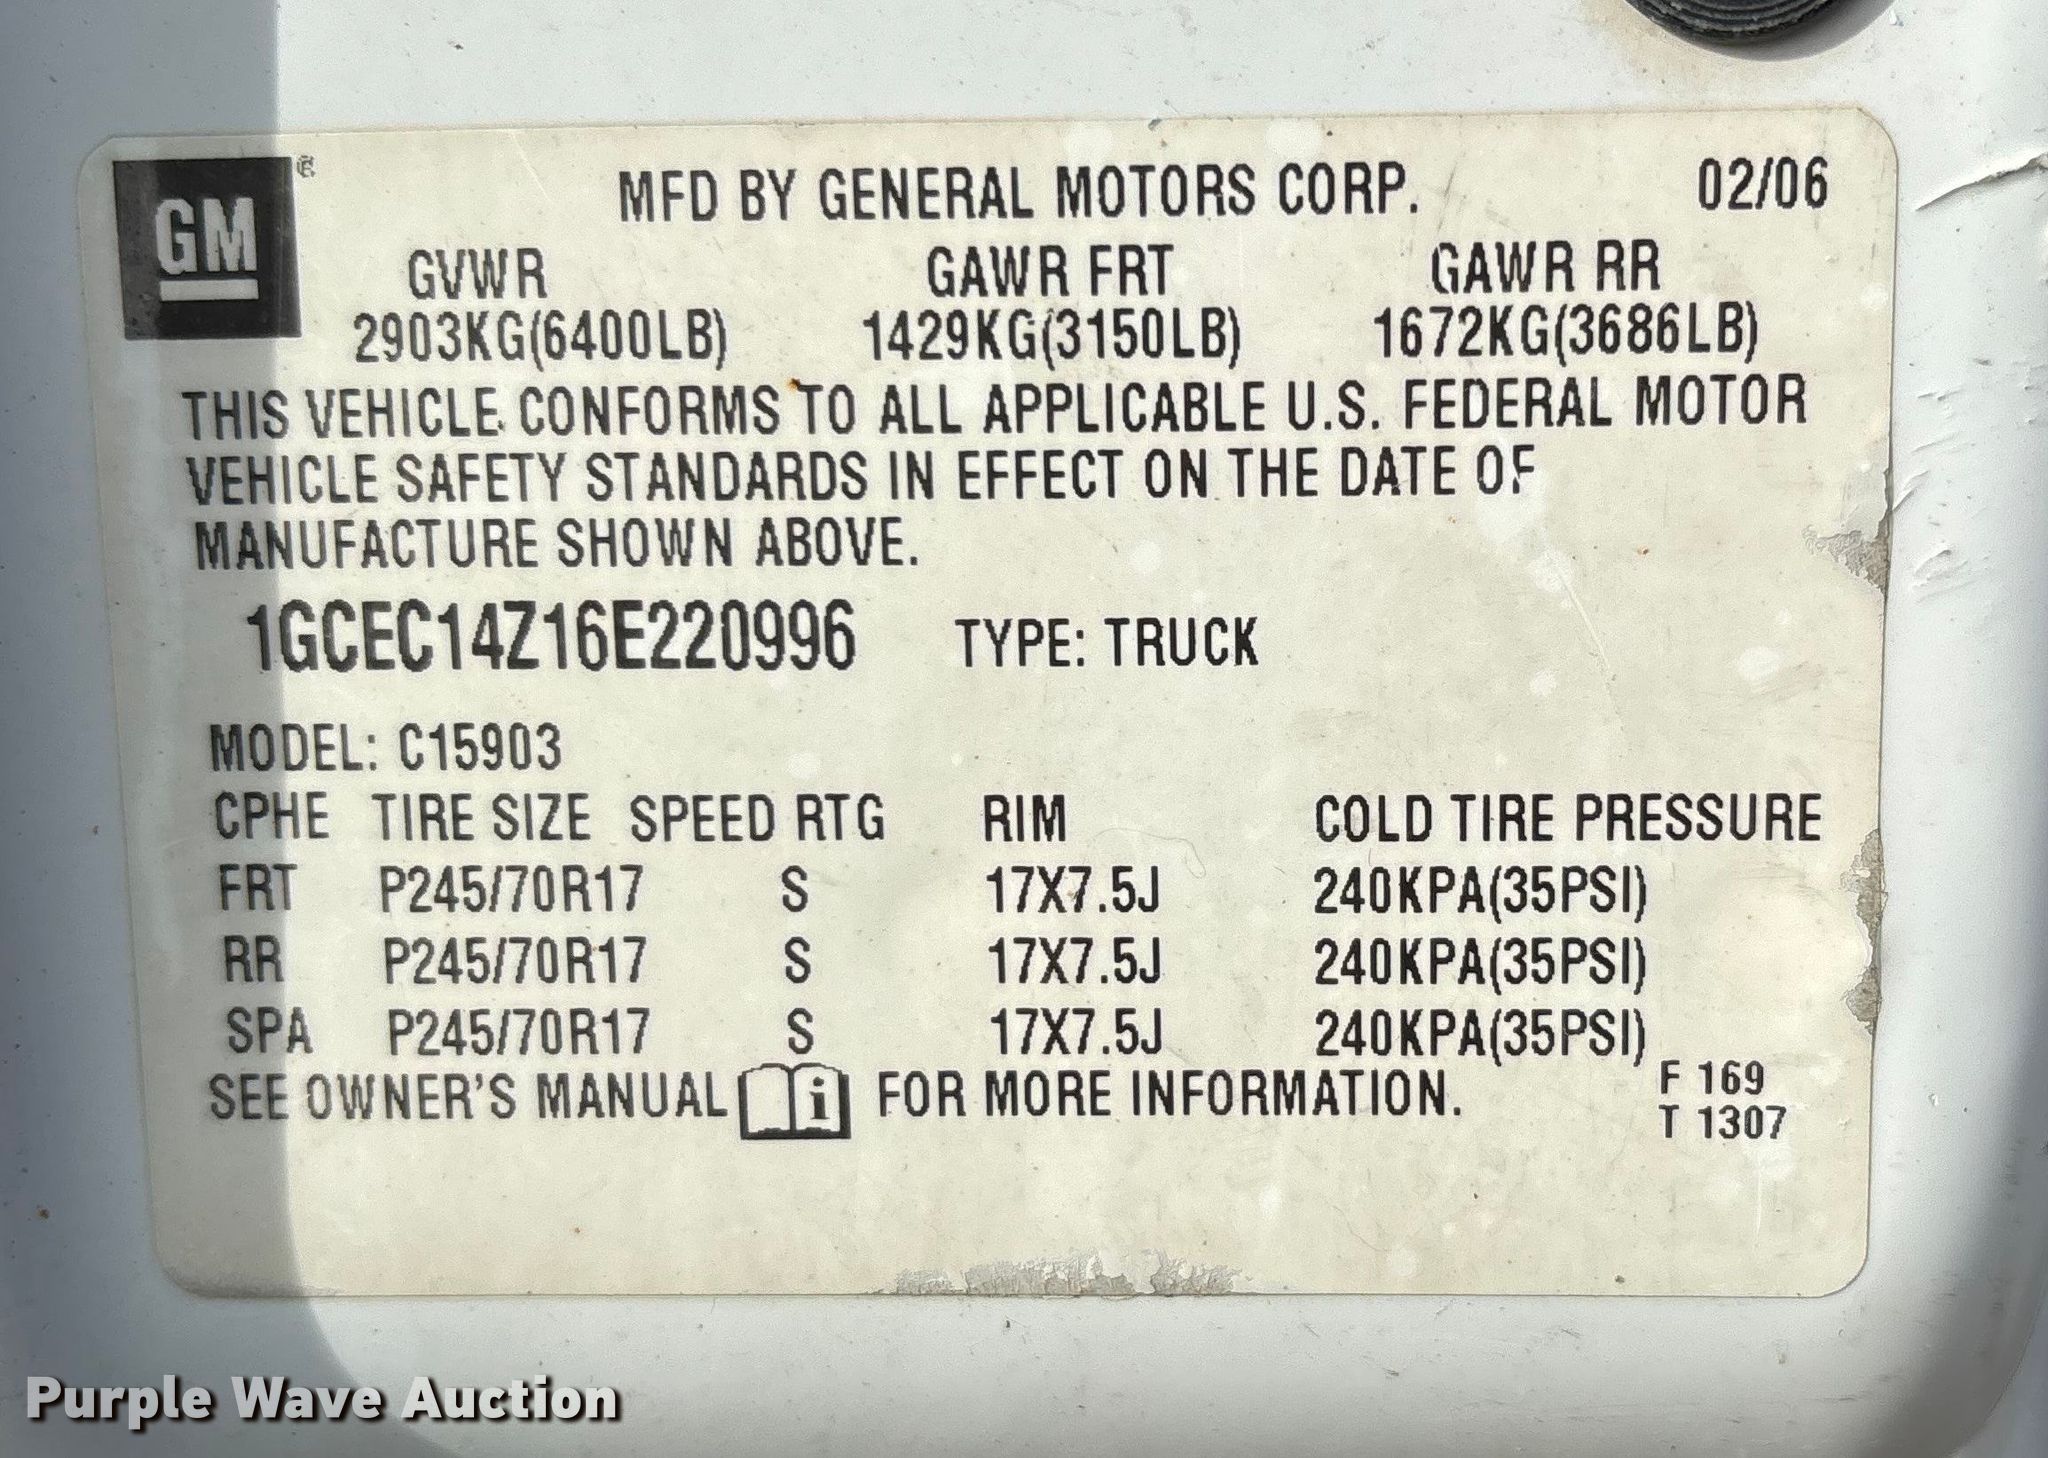 GM ®
MFD BY GENERAL MOTORS CORP. 02/06
GVWR GAWR FRT GAWR RR
2903KG(6400LB) 1429KG(3150LB) 1672KG(3686LB)
THIS VEHICLE CONFORMS TO ALL APPLICABLE U.S. FEDERAL MOTOR
VEHICLE SAFETY STANDARDS IN EFFECT ON THE DATE OF
MANUFACTURE SHOWN ABOVE.
1GCEC14Z16E220996 TYPE: TRUCK
MODEL: C15903
CPHE TIRE SIZE SPEED RTG RIM COLD TIRE PRESSURE
FRT P245/70R17 S 17X7.5J 240KPA(35PSI)
RR P245/70R17 S 17X7.5J 240KPA(35PSI)
SPA P245/70R17 S 17X7.5J 240KPA(35PSI)
SEE OWNER'S MANUAL i FOR MORE INFORMATION.
F 169
T 1307
Purple Wave Auction